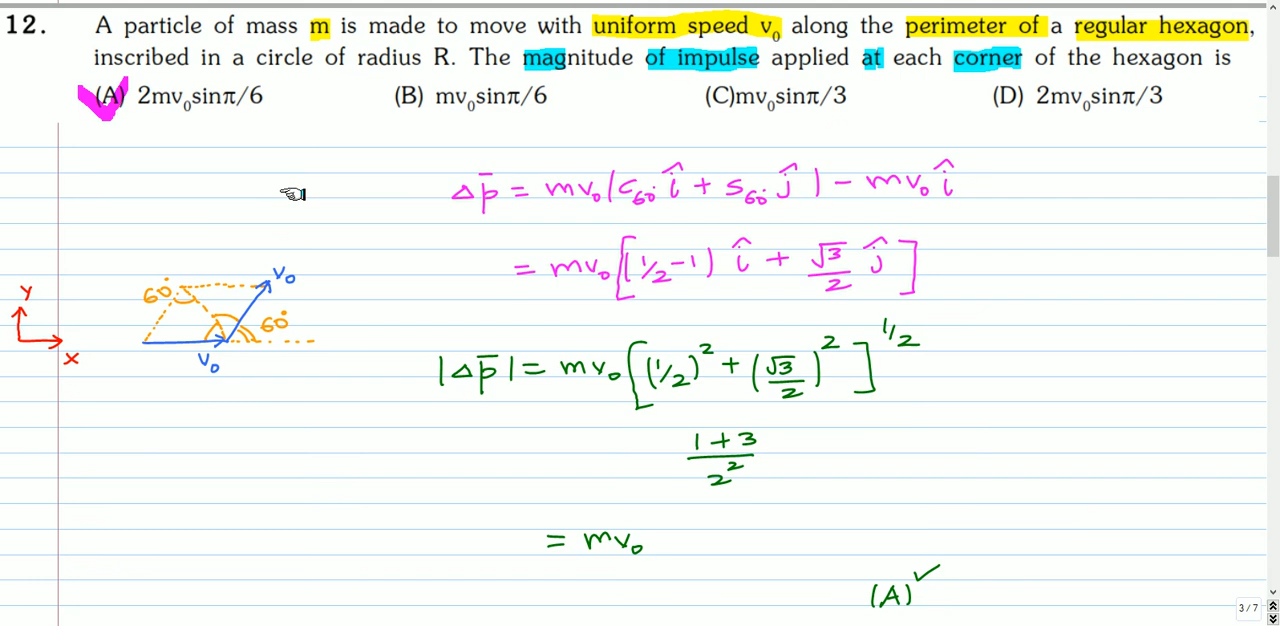 12. A particle of mass m is made to move with uniform speed v₀ along the perimeter of a regular hexagon,
inscribed in a circle of radius R. The magnitude of impulse applied at each corner of the hexagon is
(A) 2mv₀sinπ/6 (B) mv₀sinπ/6 (C)mv₀sinπ/3 (D) 2mv₀sinπ/3
Δp̄ = mv₀(c₆₀° î + s₆₀° ĵ) - mv₀ î
= mv₀[(1/2-1) î + √3/2 ĵ]
v₀
60°
60°
Y
X
v₀
|Δp̄| = mv₀[(1/2)² + (√3/2)²]^1/2
1+3
2²
= mv₀
(A) ✓
3/7